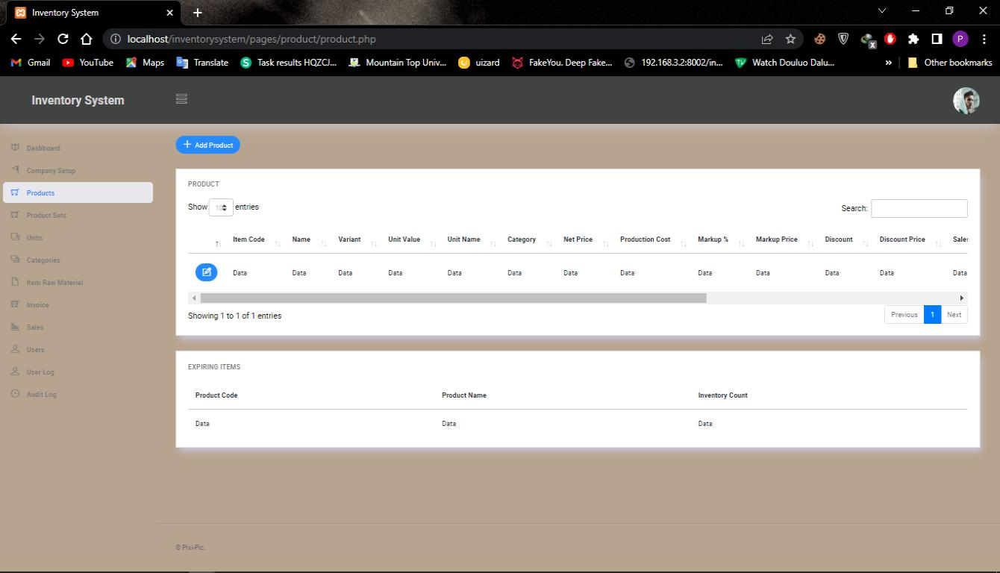 Inventory System
localhost/inventorysystem/pages/product/product.php
P
x
Gmail YouTube Maps Translate Task results HQZCJ... Mountain Top Univ... uizard FakeYou. Deep Fake... 192.168.3.2:8002/in... Watch Douluo Dalu... » Other bookmarks
Inventory System
Dashboard
Company Setup
Products
Product Sets
Units
Categories
Item Raw Material
Invoice
Sales
Users
User Log
Audit Log
+ Add Product
PRODUCT
Show 10 entries Search:
Item Code Name Variant Unit Value Unit Name Category Net Price Production Cost Markup % Markup Price Discount Discount Price Sales
Data Data Data Data Data Data Data Data Data Data Data Data Data
Showing 1 to 1 of 1 entries Previous 1 Next
EXPIRING ITEMS
Product Code Product Name Inventory Count
Data Data Data
© Pixi-Pic.